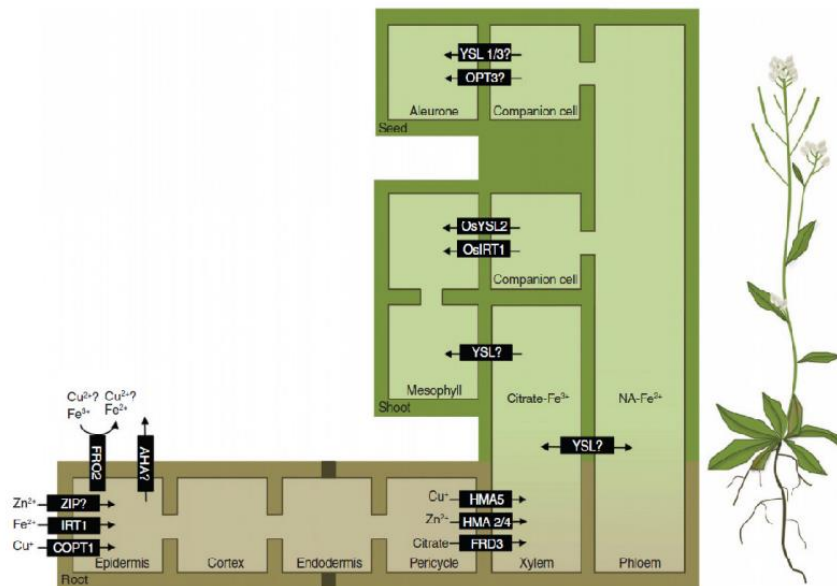 YSL 1/3?
OPT3?
Aleurone
Companion cell
Seed
OsYSL2
OsIRT1
Companion cell
YSL?
Mesophyll
Citrate-Fe³⁺
NA-Fe²⁺
Shoot
Cu²⁺? Cu²⁺?
Fe³⁺ Fe²⁺
FRO2
AHA?
YSL?
Zn²⁺ ZIP?
Fe²⁺ IRT1
Cu⁺ COPT1
Cu⁺ HMA5
Zn²⁺ HMA 2/4
Citrate FRD3
Epidermis
Cortex
Endodermis
Pericycle
Xylem
Phloem
Root